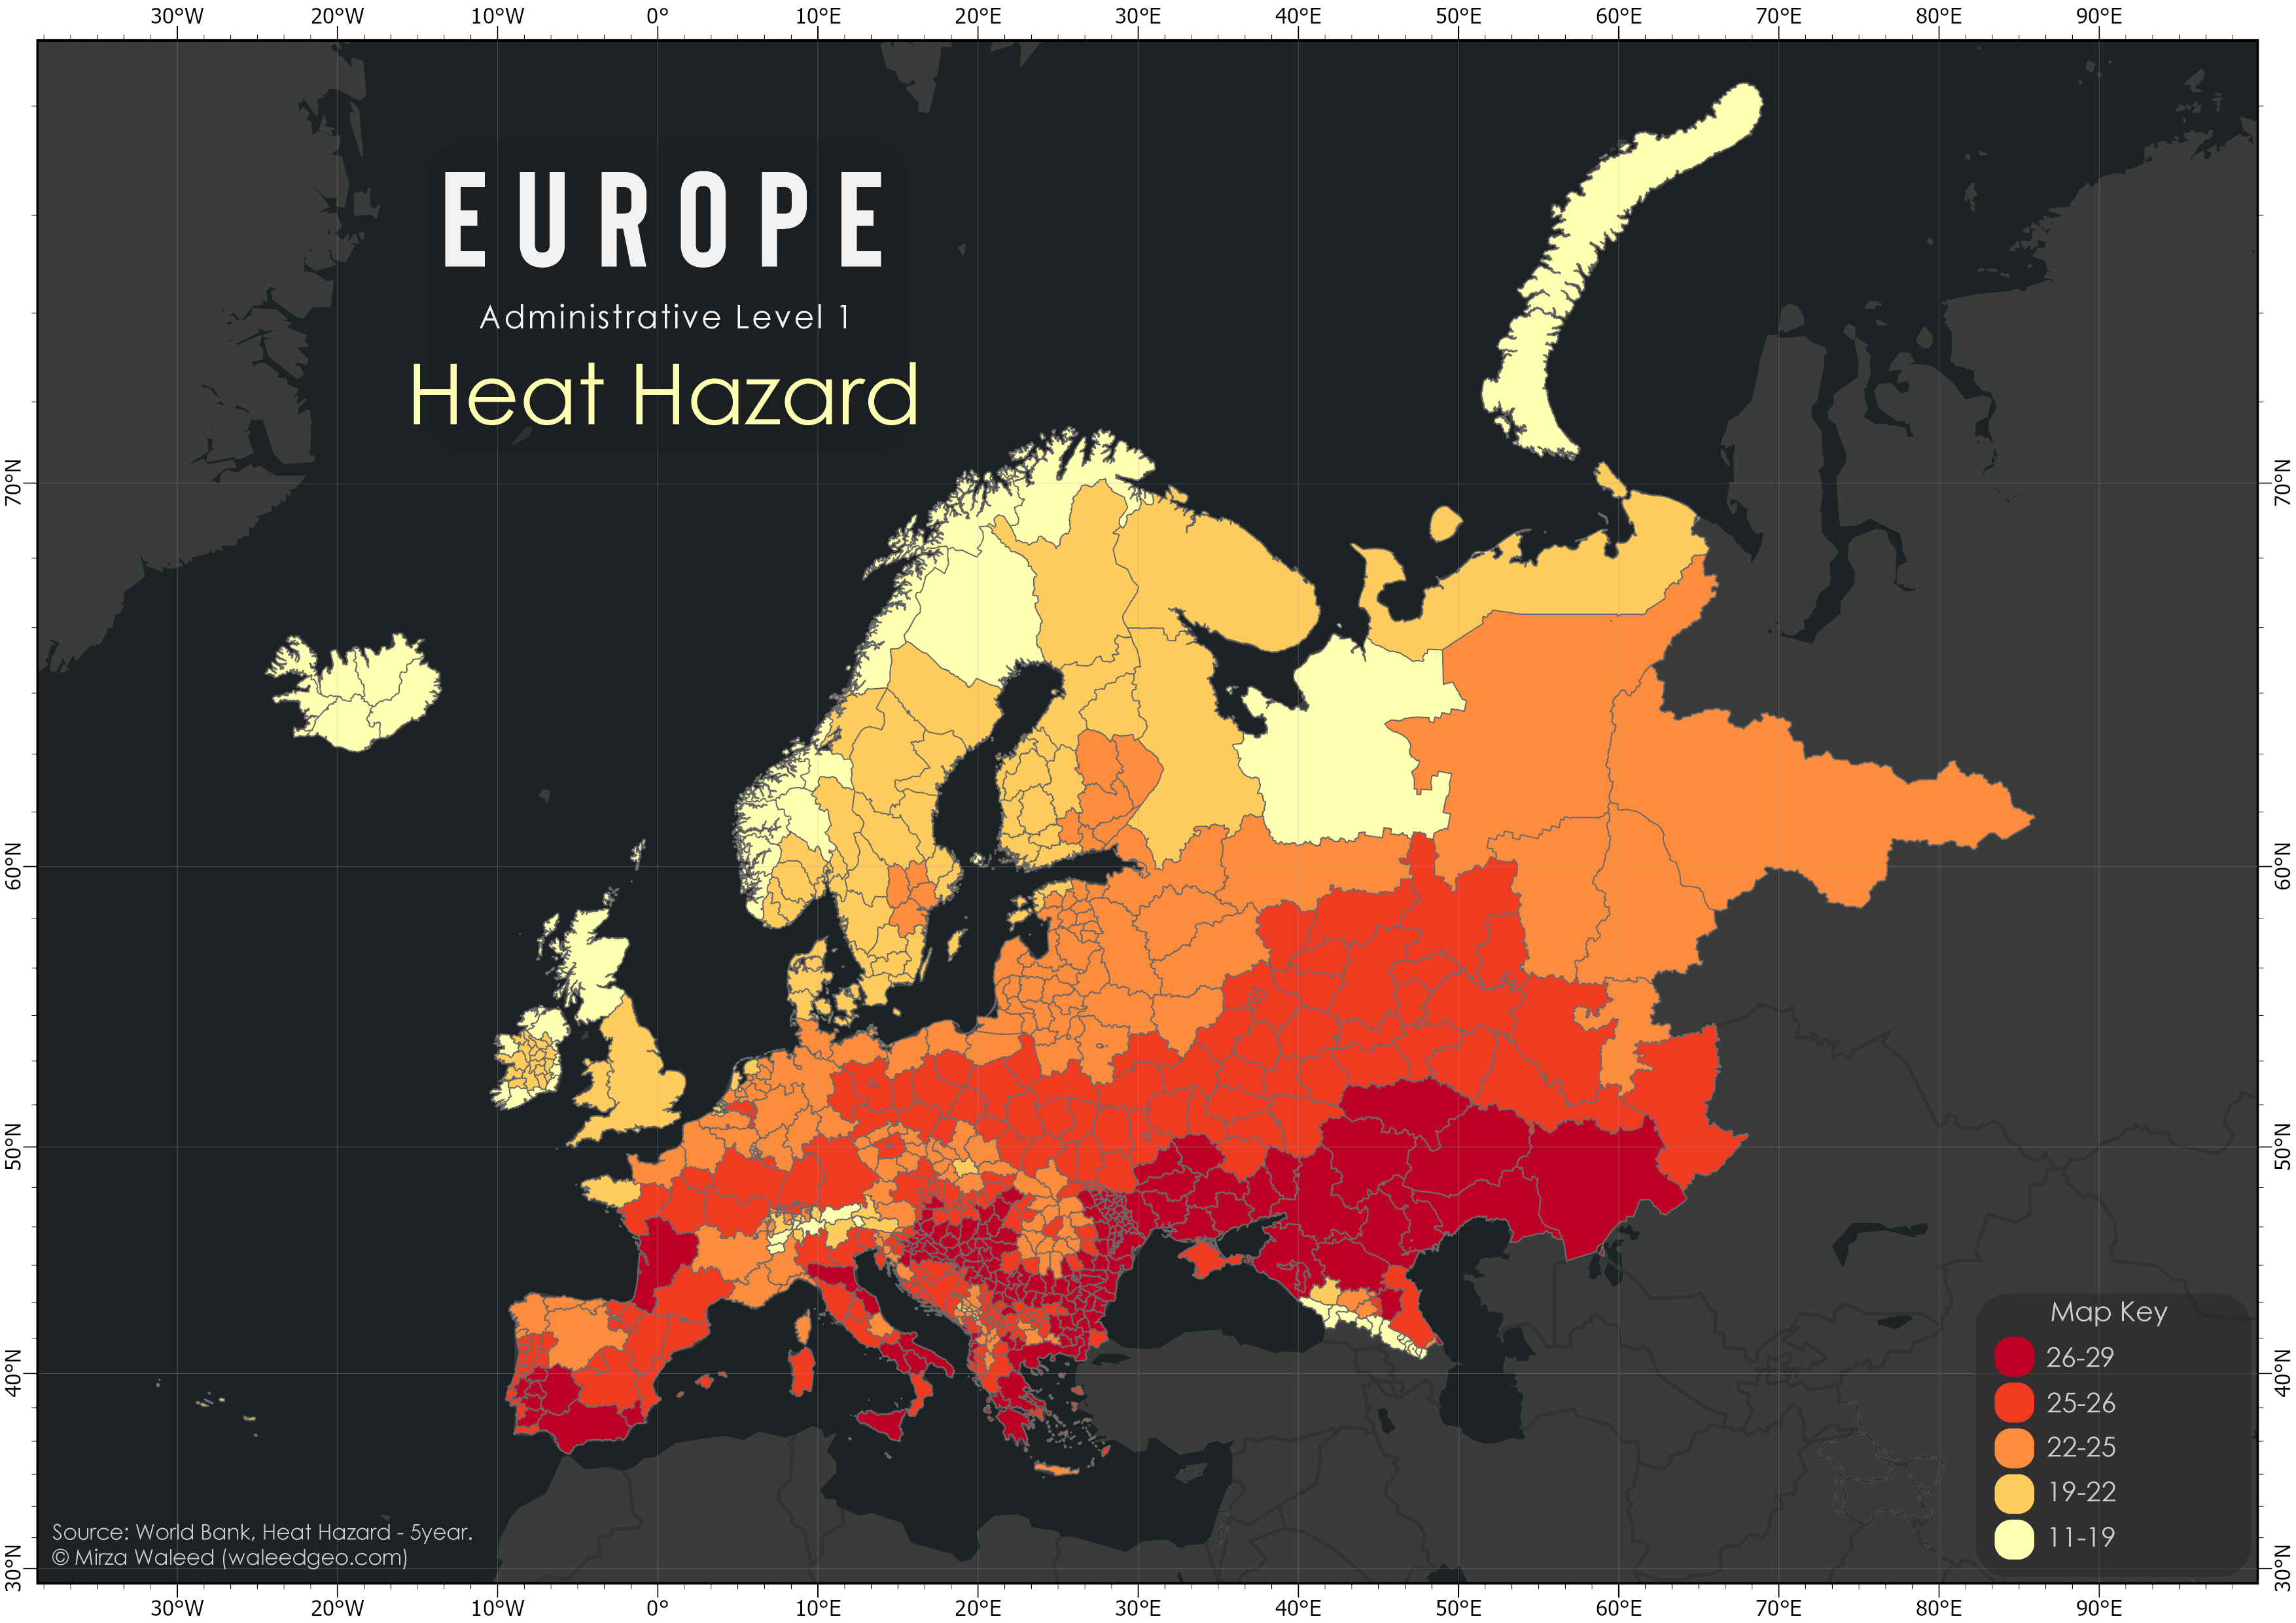 30°W 20°W 10°W 0° 10°E 20°E 30°E 40°E 50°E 60°E 70°E 80°E 90°E
EUROPE
Administrative Level 1
Heat Hazard
70°N 70°N
60°N 60°N
50°N 50°N
Map Key
26-29
40°N 40°N
25-26
22-25
19-22
Source: World Bank, Heat Hazard - 5year.
11-19
© Mirza Waleed (waleedgeo.com)
30°N 30°N
30°W 20°W 10°W 0° 10°E 20°E 30°E 40°E 50°E 60°E 70°E 80°E 90°E